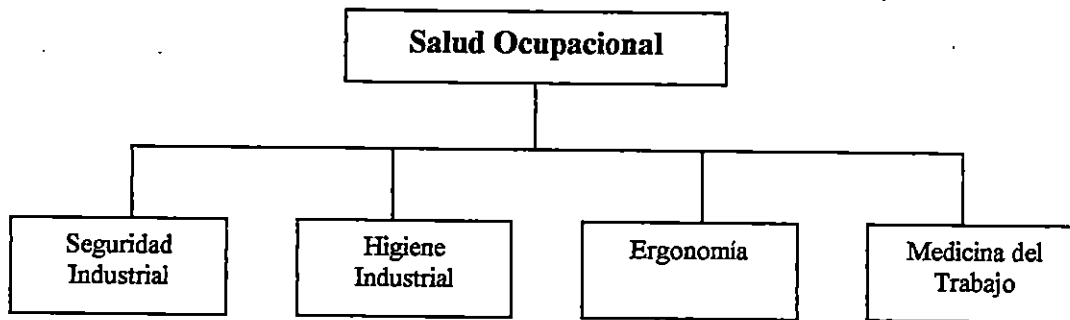 Salud Ocupacional
Seguridad
Industrial
Higiene
Industrial
Ergonomía
Medicina del
Trabajo